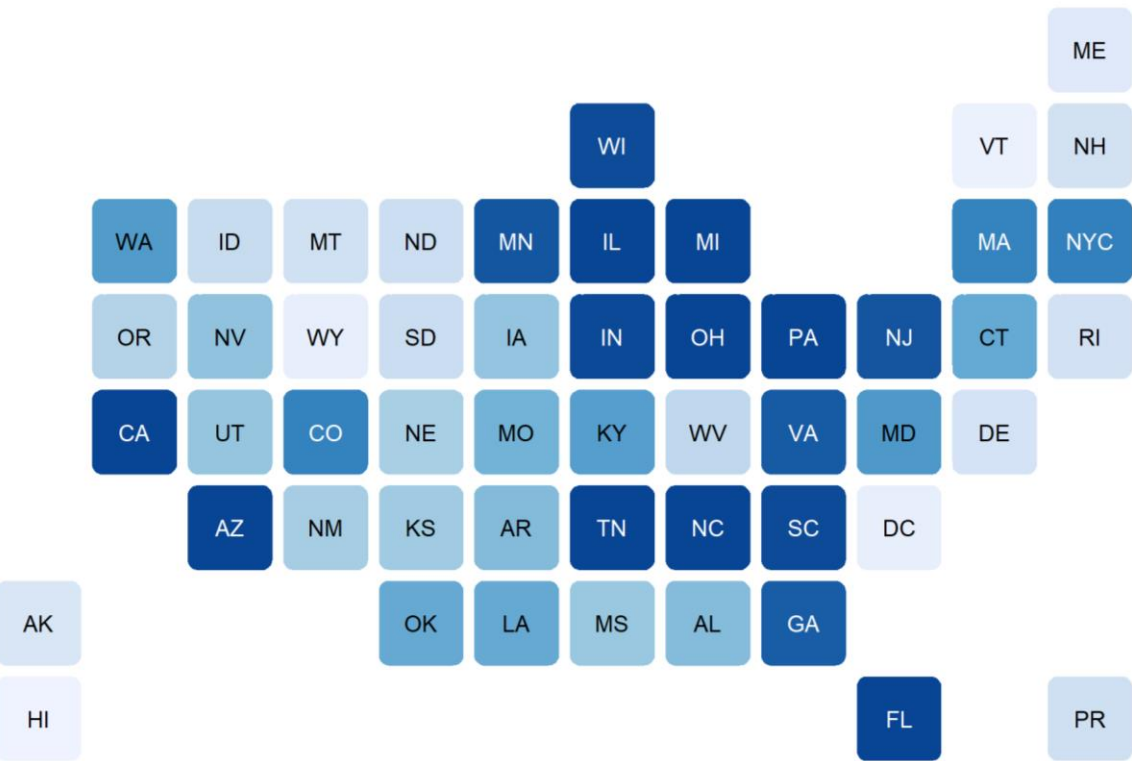 ME
WI VT NH
WA ID MT ND MN IL MI MA NYC
OR NV WY SD IA IN OH PA NJ CT RI
CA UT CO NE MO KY WV VA MD DE
AZ NM KS AR TN NC SC DC
AK OK LA MS AL GA
HI FL PR